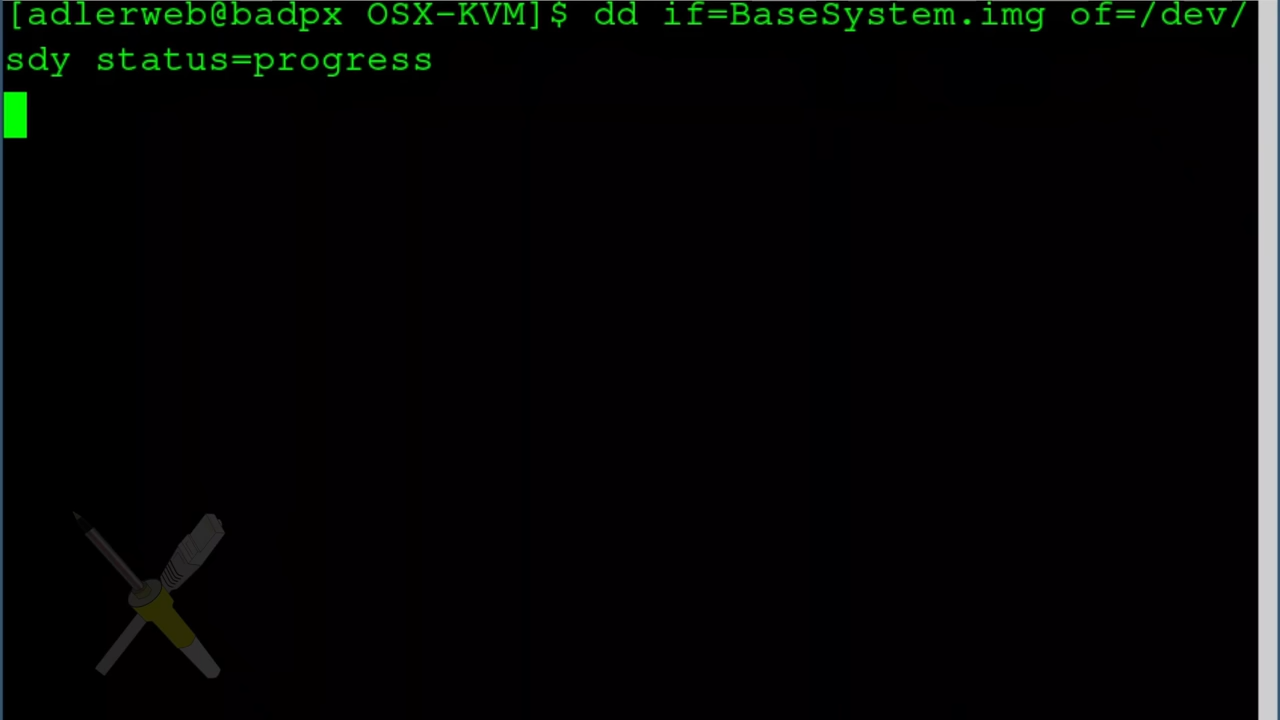 [adlerweb@badpx OSX-KVM]$ dd if=BaseSystem.img of=/dev/
sdy status=progress